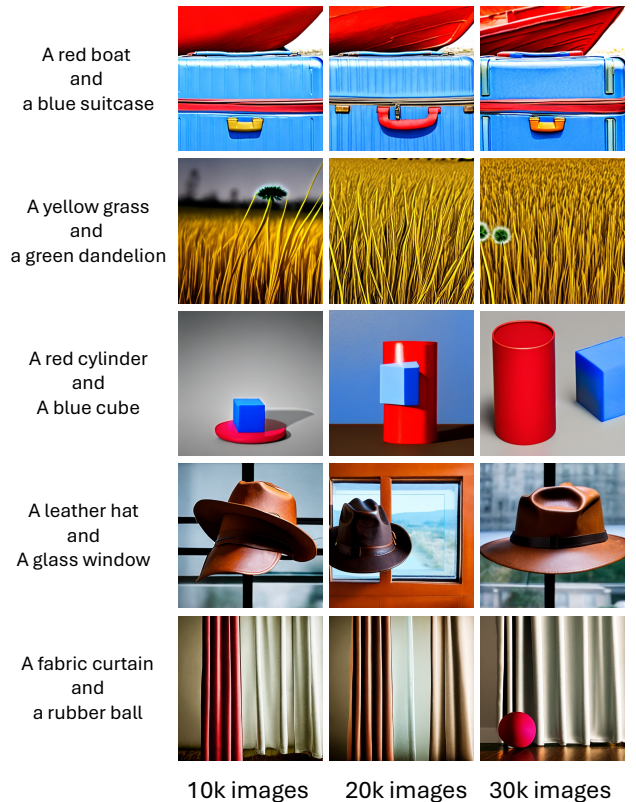 A red boat
and
a blue suitcase
A yellow grass
and
a green dandelion
A red cylinder
and
A blue cube
A leather hat
and
A glass window
A fabric curtain
and
a rubber ball
10k images 20k images 30k images